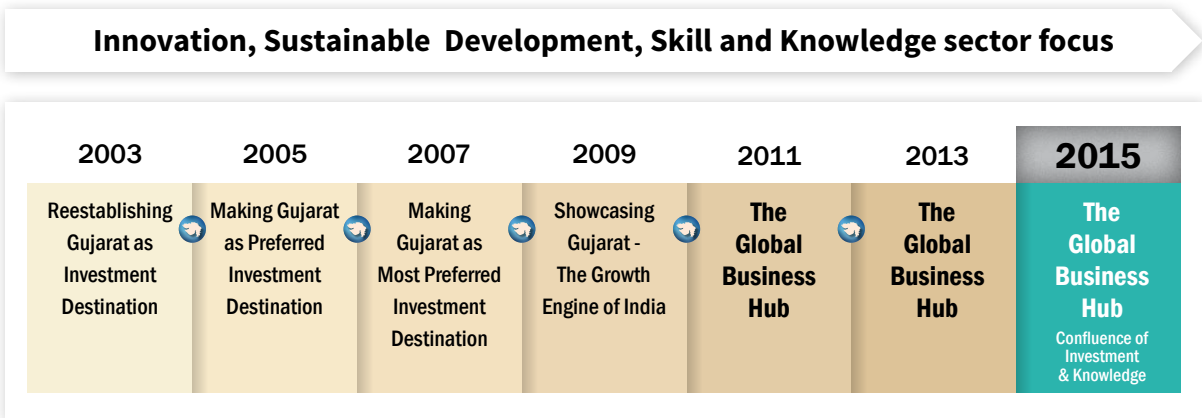 Innovation, Sustainable Development, Skill and Knowledge sector focus
2003
Reestablishing
Gujarat as
Investment
Destination
2005
Making Gujarat
as Preferred
Investment
Destination
2007
Making
Gujarat as
Most Preferred
Investment
Destination
2009
Showcasing
Gujarat -
The Growth
Engine of India
2011
The
Global
Business
Hub
2013
The
Global
Business
Hub
2015
The
Global
Business
Hub
Confluence of
Investment
& Knowledge